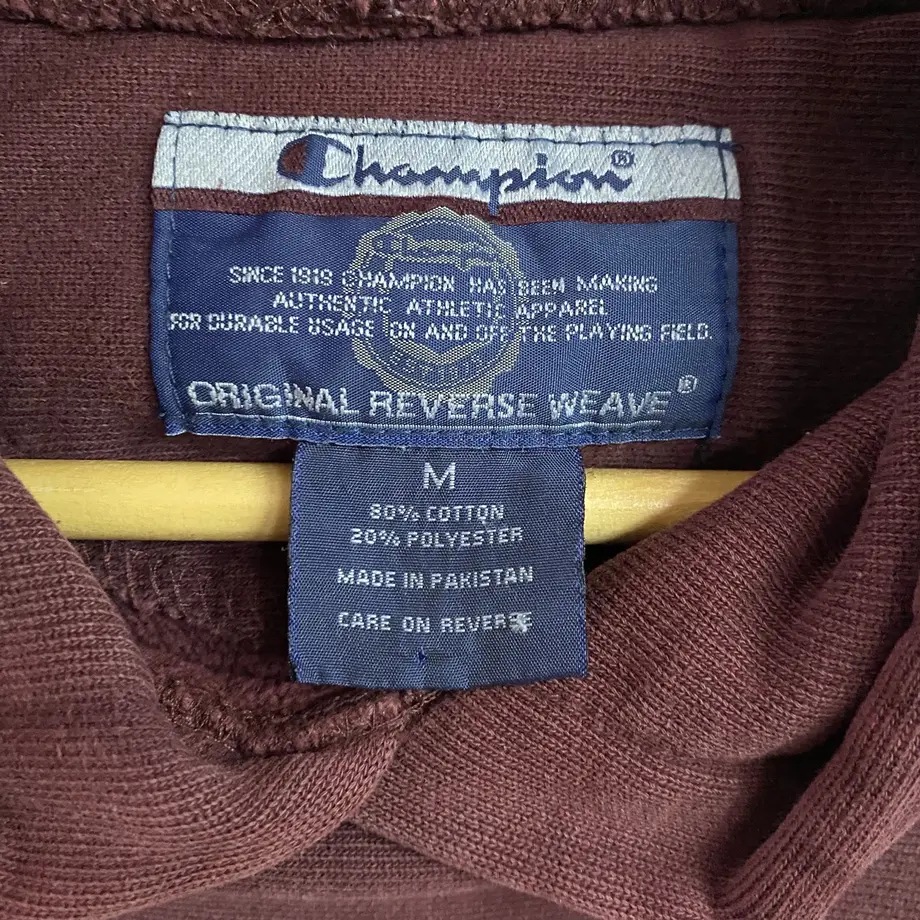 Champion®
SINCE 1919 CHAMPION HAS BEEN MAKING
AUTHENTIC ATHLETIC APPAREL
FOR DURABLE USAGE ON AND OFF THE PLAYING FIELD.
ORIGINAL REVERSE WEAVE®
M
80% COTTON
20% POLYESTER
MADE IN PAKISTAN
CARE ON REVERSE